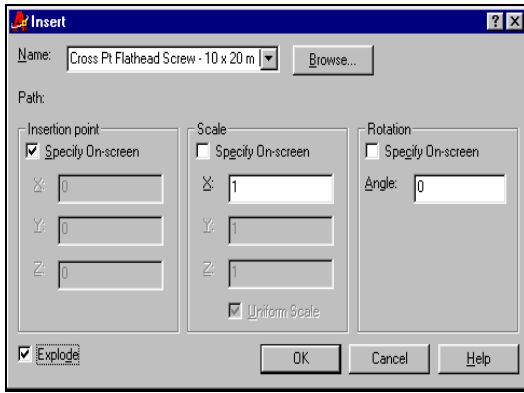 Insert
Name: Cross Pt Flathead Screw - 10 x 20 m Browse...
Path:
Insertion point
Specify On-screen
X: 0
Y: 0
Z: 0
Scale
Specify On-screen
X: 1
Y: 1
Z: 1
Uniform Scale
Rotation
Specify On-screen
Angle: 0
Explode OK Cancel Help